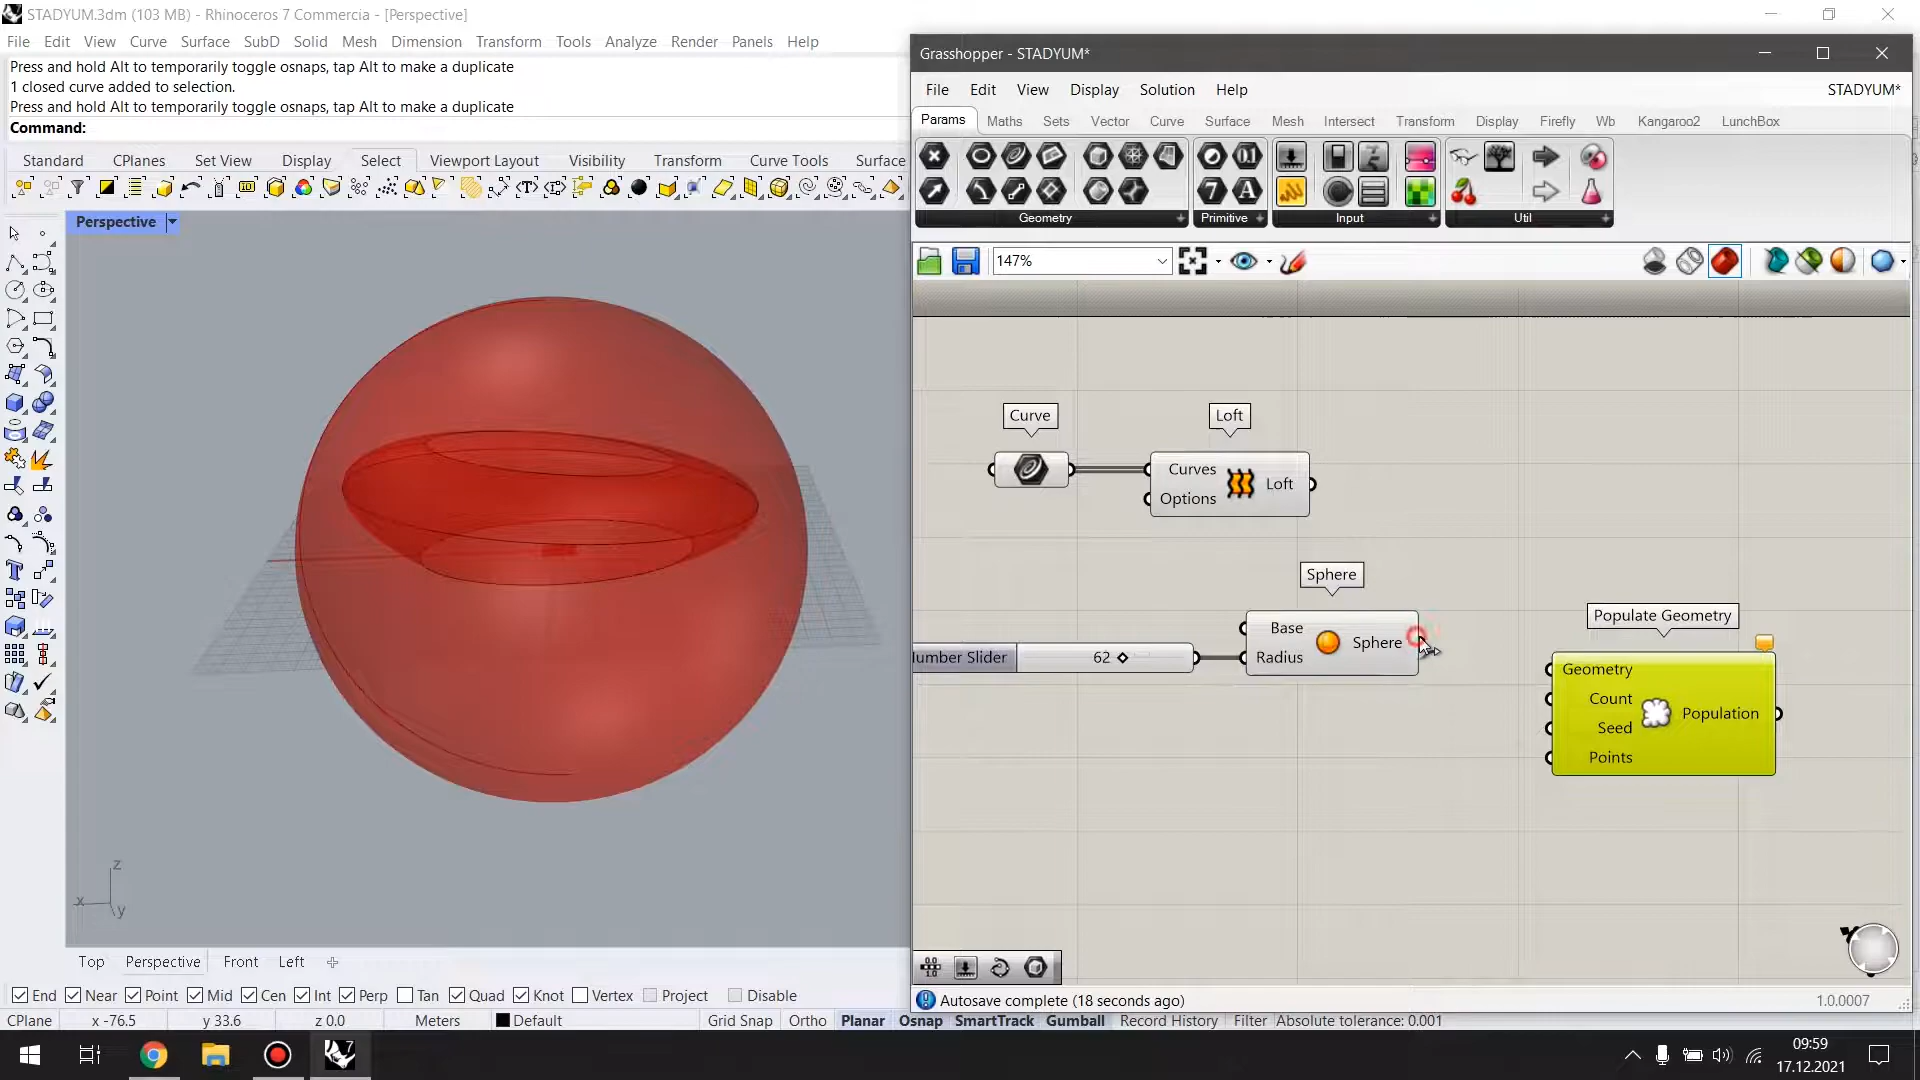 STADYUM.3dm (103 MB) - Rhinoceros 7 Commercia - [Perspective]
File Edit View Curve Surface SubD Solid Mesh Dimension Transform Tools Analyze Render Panels Help
Press and hold Alt to temporarily toggle osnaps, tap Alt to make a duplicate
1 closed curve added to selection.
Press and hold Alt to temporarily toggle osnaps, tap Alt to make a duplicate
Command:
Standard CPlanes Set View Display Select Viewport Layout Visibility Transform Curve Tools Surface
Perspective
z
x
y
Top Perspective Front Left
End Near Point Mid Cen Int Perp Tan Quad Knot Vertex Project Disable
CPlane x -76.5 y 33.6 z 0.0 Meters Default Grid Snap Ortho Planar Osnap SmartTrack Gumball Record History Filter Absolute tolerance: 0.001
Grasshopper - STADYUM*
File Edit View Display Solution Help STADYUM*
Params Maths Sets Vector Curve Surface Mesh Intersect Transform Display Firefly Wb Kangaroo2 LunchBox
Geometry Primitive Input Util
147%
Curve
Loft
Curves
Options
Loft
Sphere
Base
Radius
Sphere
umber Slider 62
Populate Geometry
Geometry
Count
Seed
Points
Population
Autosave complete (18 seconds ago) 1.0.0007
09:59
17.12.2021